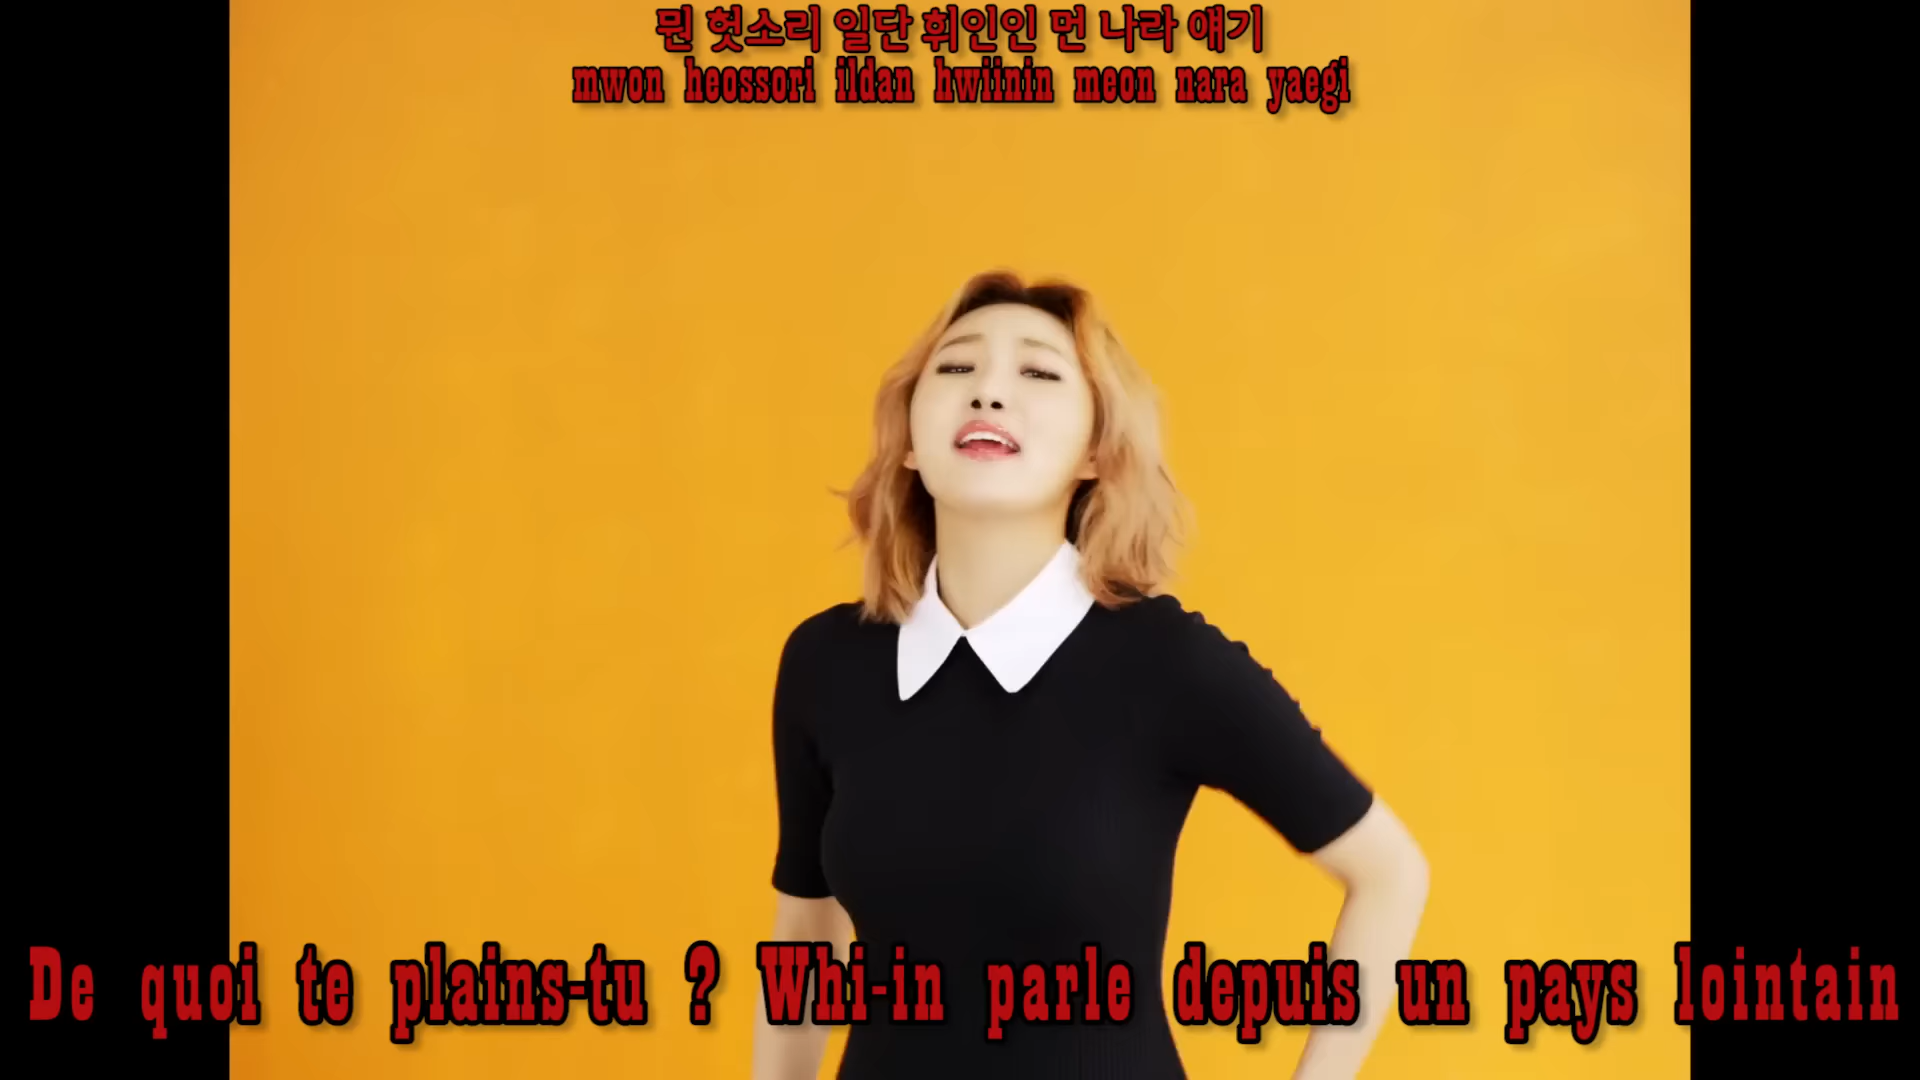 뭔 헛소리 일단 휘인인 먼 나라 얘기
mwon heossori ildan hwiinin meon nara yaegi
De quoi te plains-tu ? Whi-in parle depuis un pays lointain